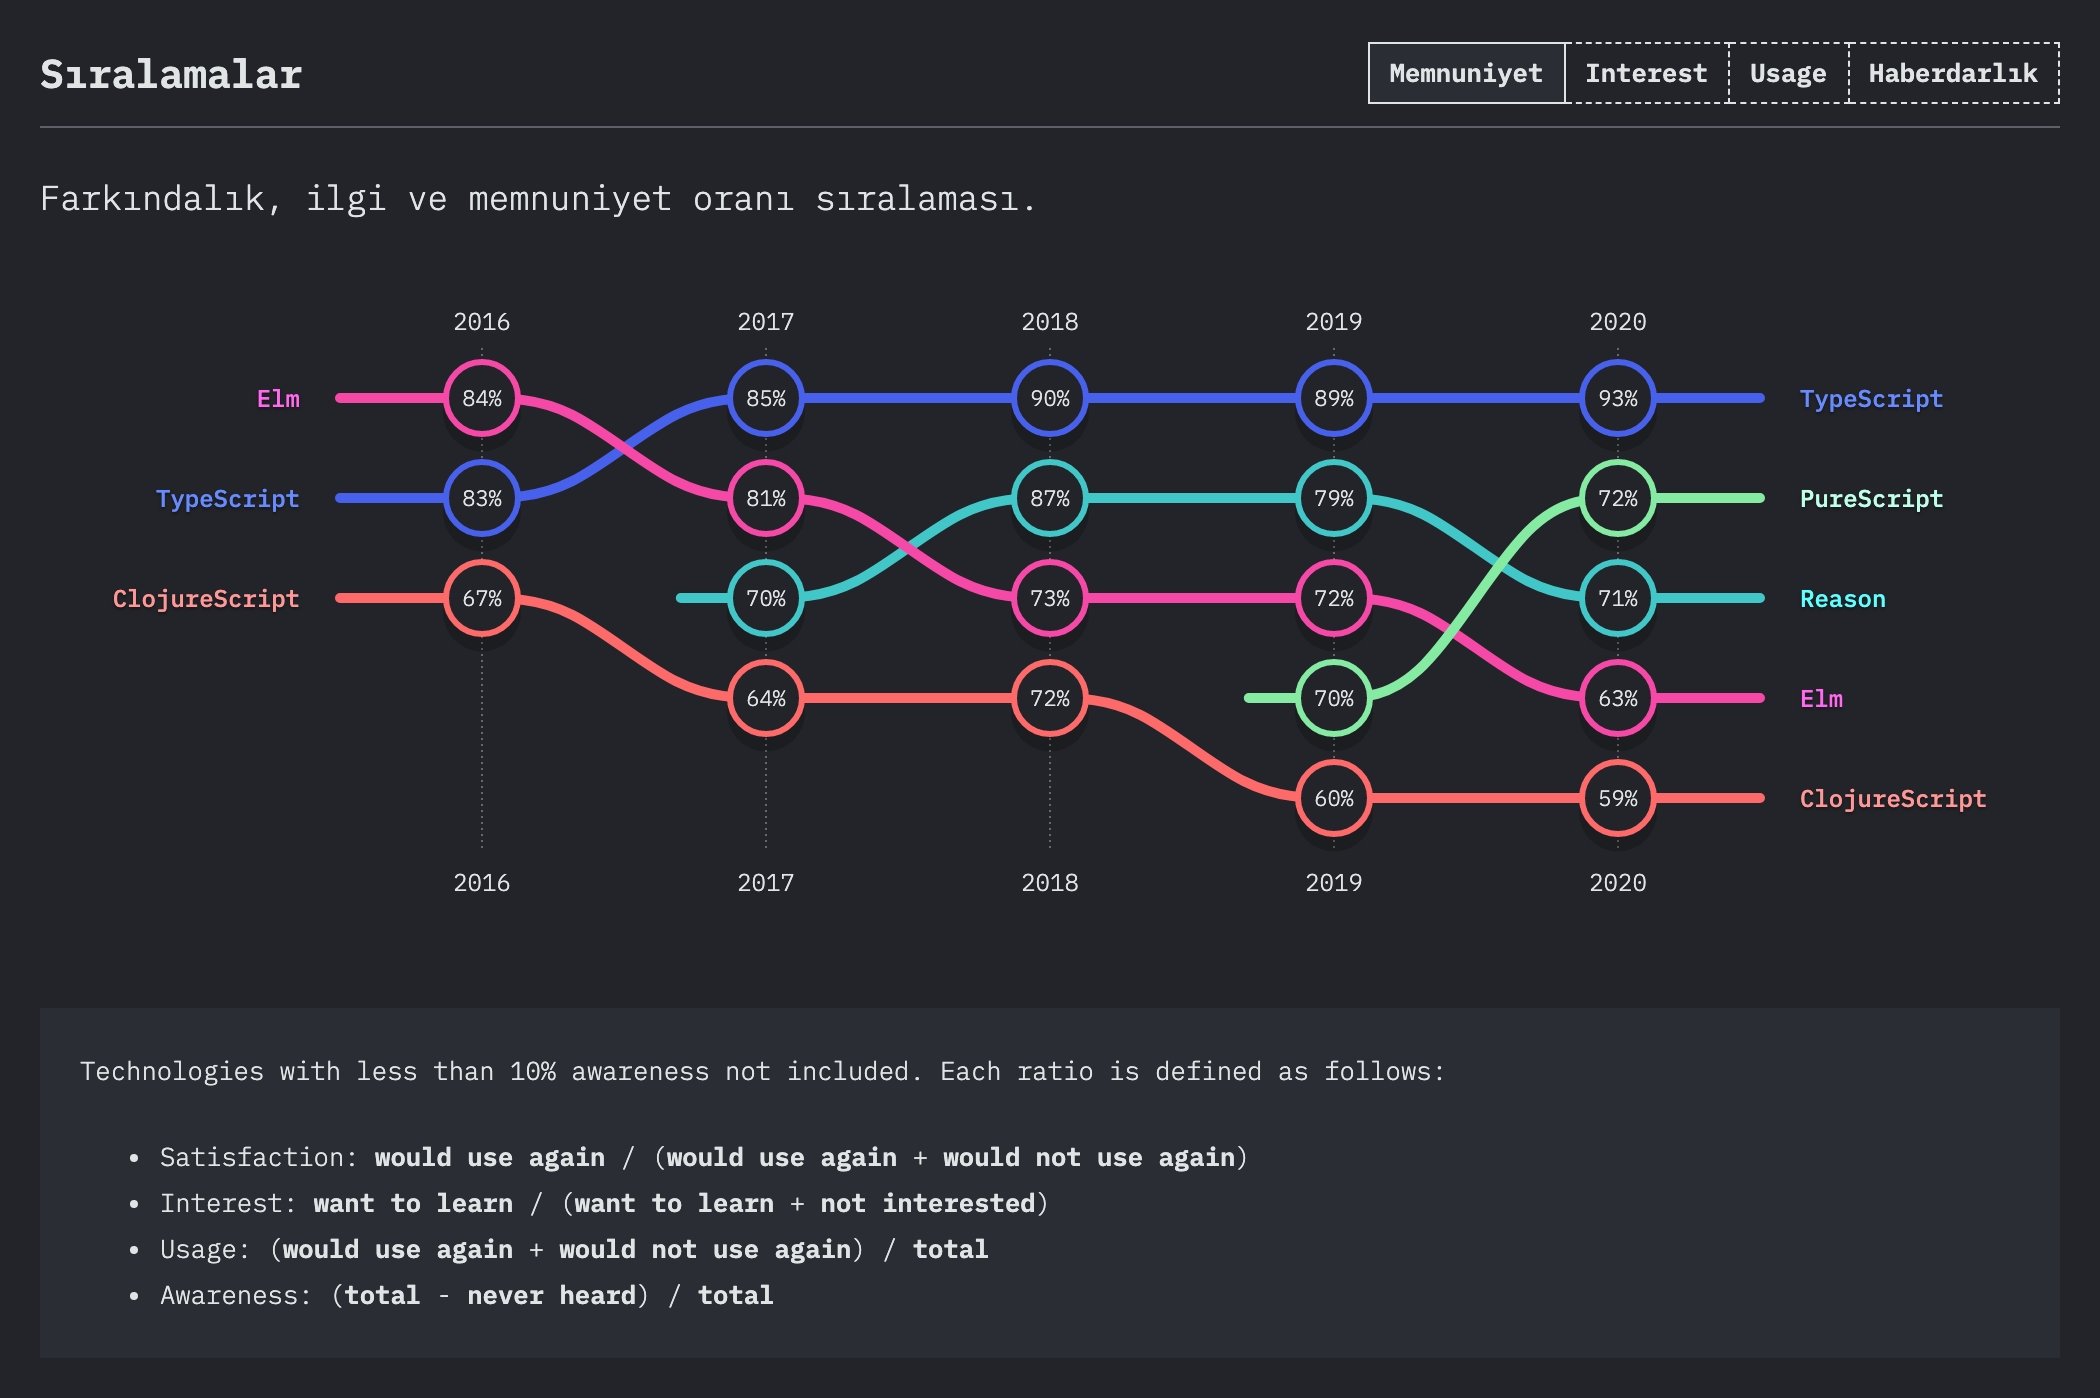 Sıralamalar
Memnuniyet Interest Usage Haberdarlık
Farkındalık, ilgi ve memnuniyet oranı sıralaması.
2016 2017 2018 2019 2020
Elm 84% 85% 90% 89% 93% TypeScript
TypeScript 83% 81% 87% 79% 72% PureScript
ClojureScript 67% 70% 73% 72% 71% Reason
64% 72% 70% 63% Elm
60% 59% ClojureScript
2016 2017 2018 2019 2020
Technologies with less than 10% awareness not included. Each ratio is defined as follows:
• Satisfaction: would use again / (would use again + would not use again)
• Interest: want to learn / (want to learn + not interested)
• Usage: (would use again + would not use again) / total
• Awareness: (total - never heard) / total